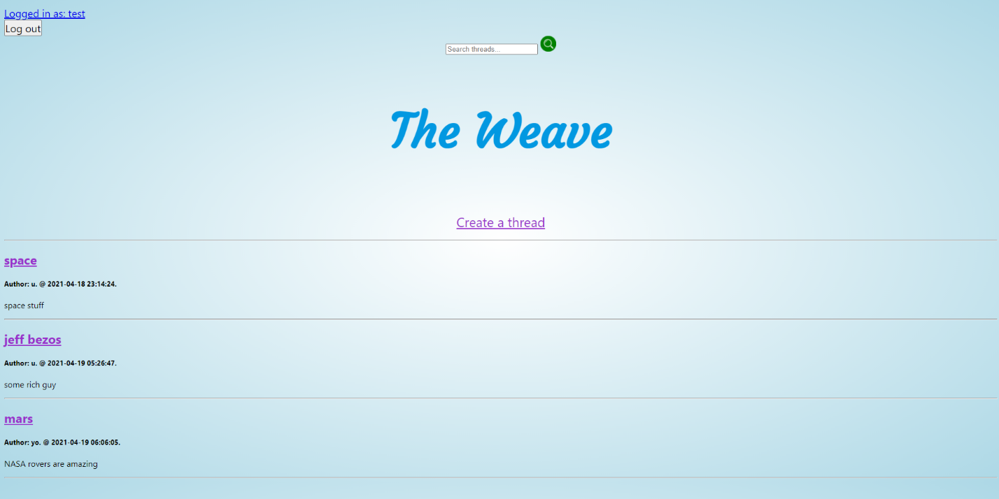 Logged in as: test
Log out
Search threads...
The Weave
Create a thread
space
Author: u. @ 2021-04-18 23:14:24.
space stuff
jeff bezos
Author: u. @ 2021-04-19 05:26:47.
some rich guy
mars
Author: yo. @ 2021-04-19 06:06:05.
NASA rovers are amazing